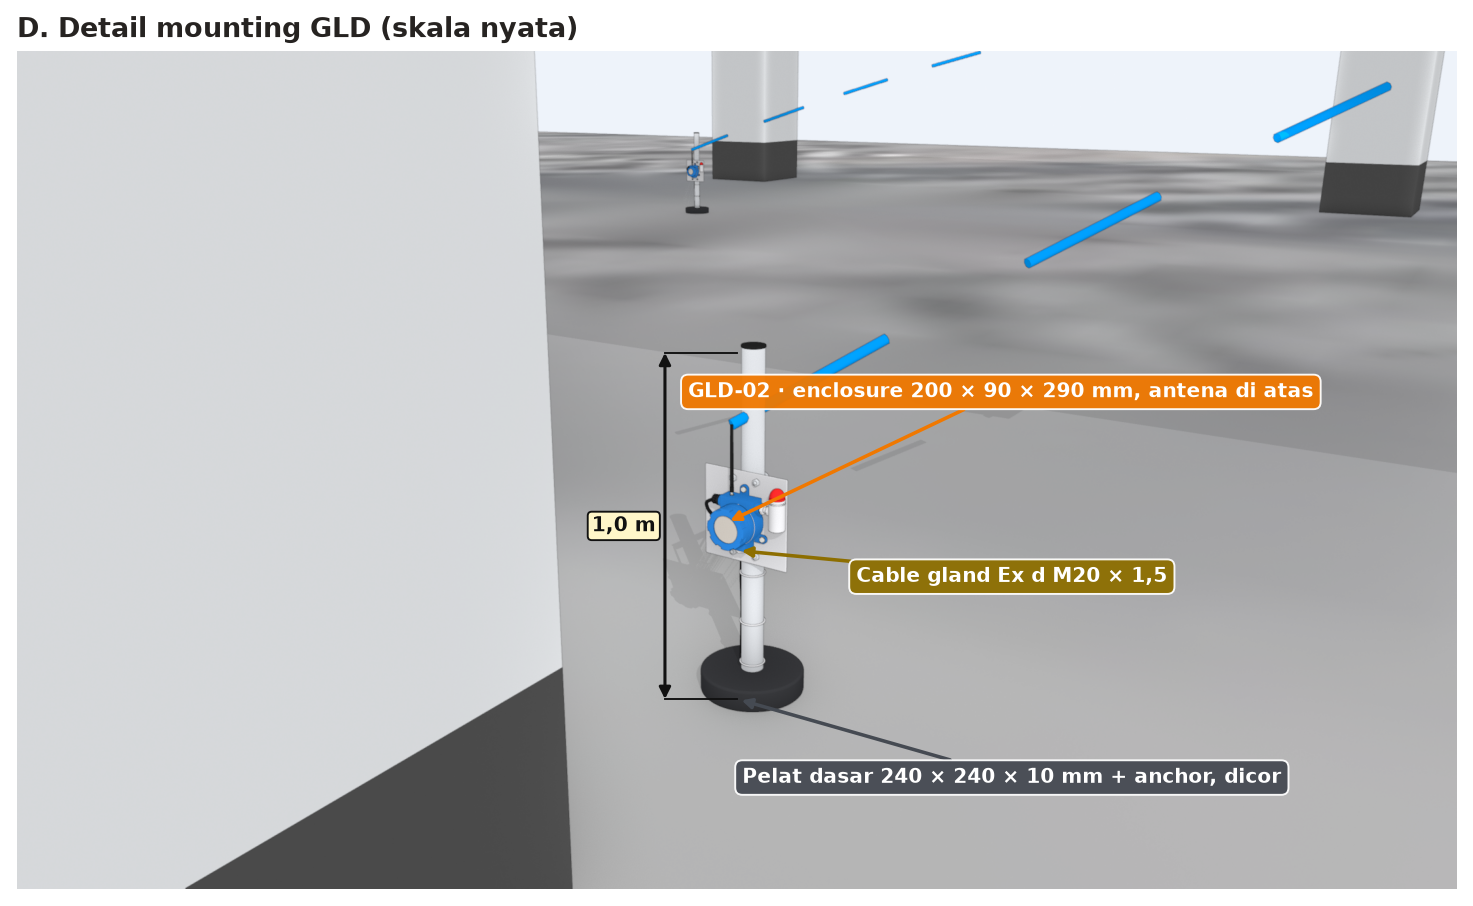 D. Detail mounting GLD (skala nyata)
GLD-02 · enclosure 200 × 90 × 290 mm, antena di atas
1,0 m
Cable gland Ex d M20 × 1,5
Pelat dasar 240 × 240 × 10 mm + anchor, dicor